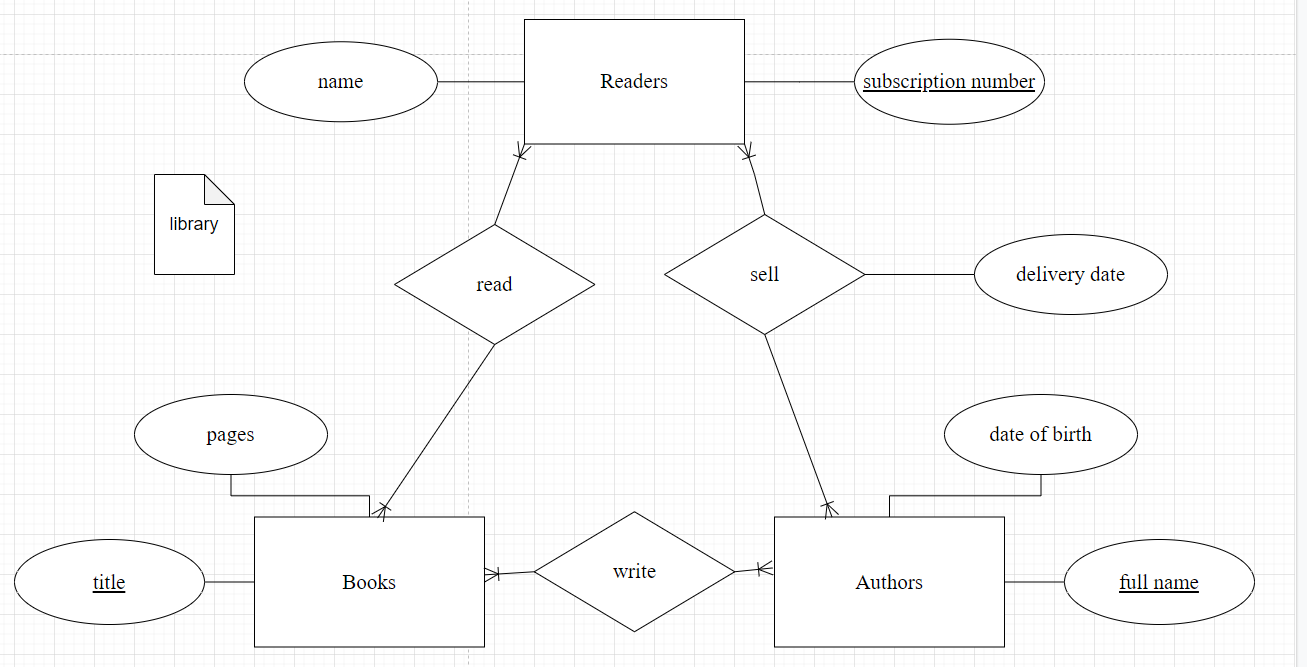 Readers
name
subscription number
library
read
sell
delivery date
pages
date of birth
title
Books
write
Authors
full name